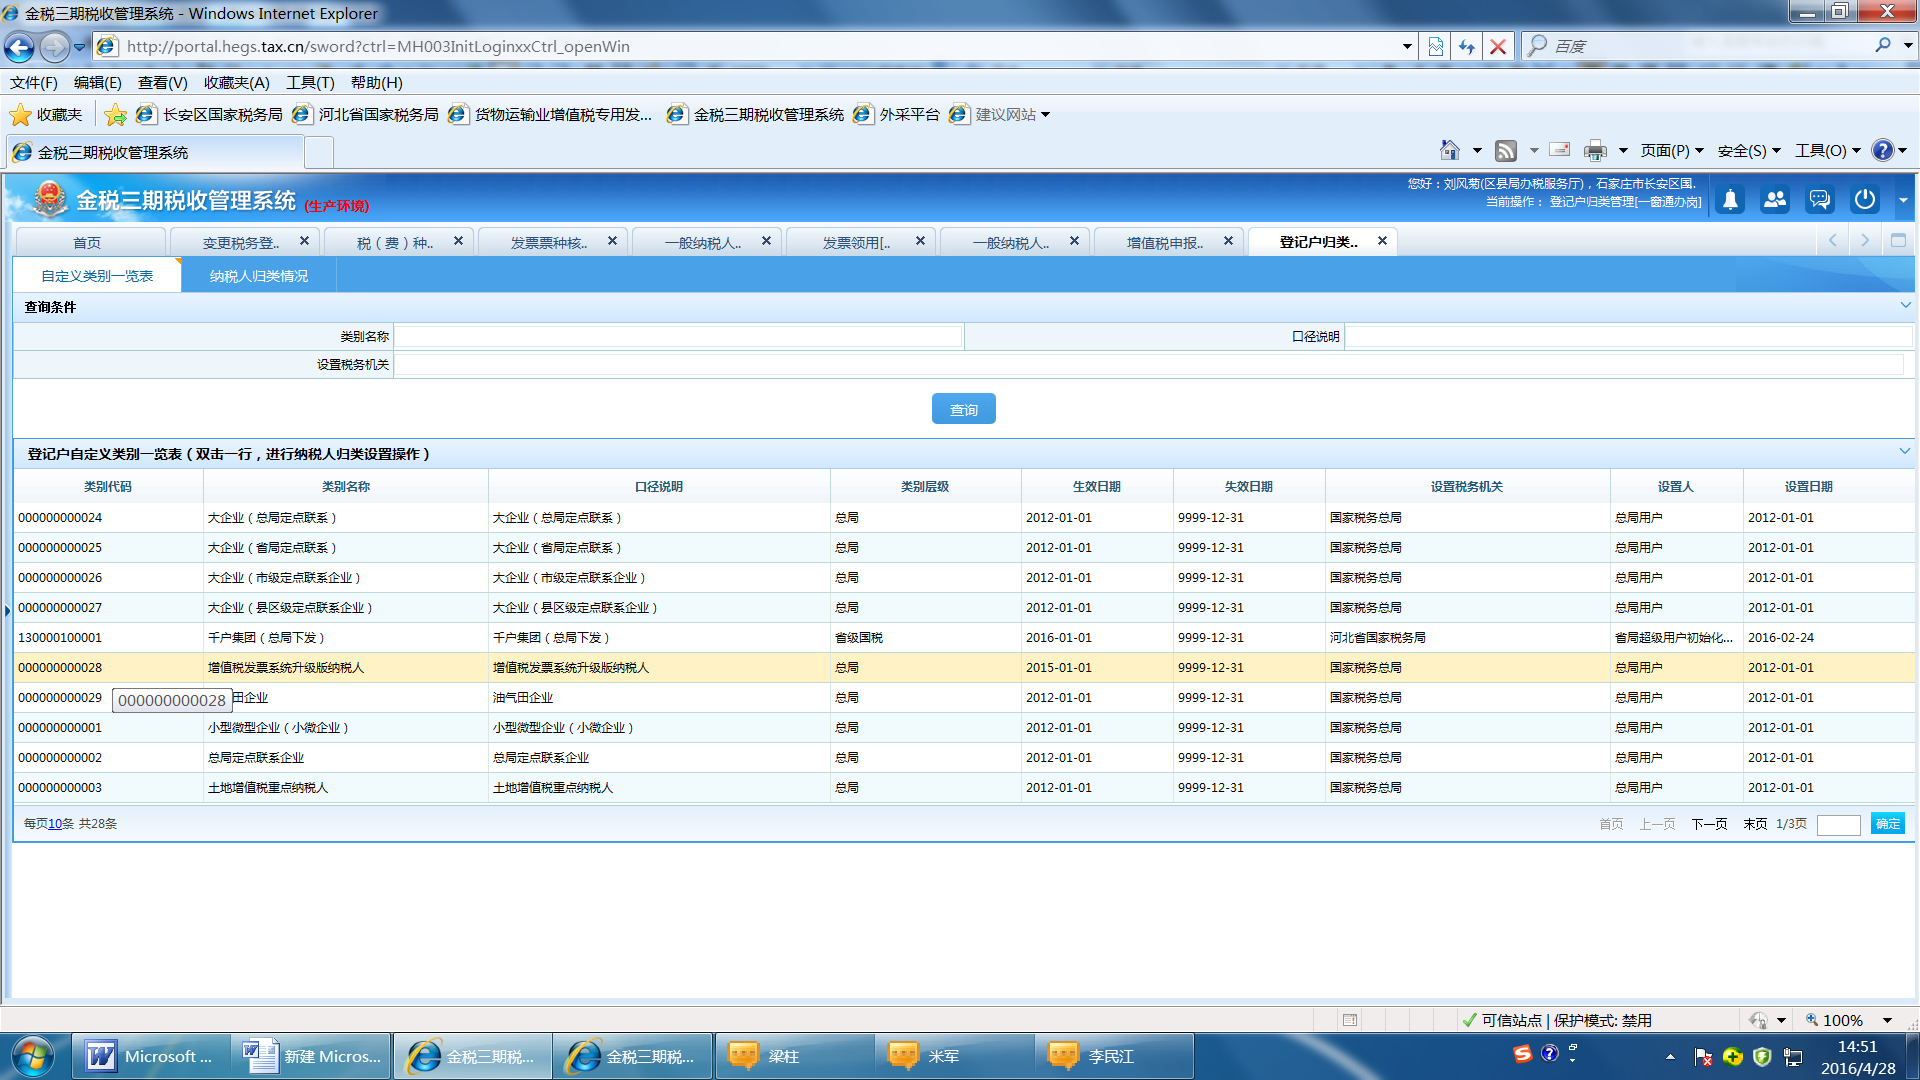 金税三期税收管理系统 - Windows Internet Explorer
http://portal.hegs.tax.cn/sword?ctrl=MH003InitLoginxxCtrl_openWin
百度
文件(F) 编辑(E) 查看(V) 收藏夹(A) 工具(T) 帮助(H)
收藏夹 长安区国家税务局 河北省国家税务局 货物运输业增值税专用发... 金税三期税收管理系统 外采平台 建议网站
金税三期税收管理系统
页面(P) 安全(S) 工具(O)
金税三期税收管理系统 (生产环境)
您好：刘风菊(区县局办税服务厅)，石家庄市长安区国.
当前操作： 登记户归类管理[一窗通办岗]
首页 变更税务登.. 税（费）种.. 发票票种核.. 一般纳税人.. 发票领用[.. 一般纳税人.. 增值税申报.. 登记户归类..
自定义类别一览表 纳税人归类情况
查询条件
类别名称 口径说明
设置税务机关
查询
登记户自定义类别一览表（双击一行，进行纳税人归类设置操作）
类别代码 类别名称 口径说明 类别层级 生效日期 失效日期 设置税务机关 设置人 设置日期
000000000024 大企业（总局定点联系） 大企业（总局定点联系） 总局 2012-01-01 9999-12-31 国家税务总局 总局用户 2012-01-01
000000000025 大企业（省局定点联系） 大企业（省局定点联系） 总局 2012-01-01 9999-12-31 国家税务总局 总局用户 2012-01-01
000000000026 大企业（市级定点联系企业） 大企业（市级定点联系企业） 总局 2012-01-01 9999-12-31 国家税务总局 总局用户 2012-01-01
000000000027 大企业（县区级定点联系企业） 大企业（县区级定点联系企业） 总局 2012-01-01 9999-12-31 国家税务总局 总局用户 2012-01-01
130000100001 千户集团（总局下发） 千户集团（总局下发） 省级国税 2016-01-01 9999-12-31 河北省国家税务局 省局超级用户初始化... 2016-02-24
000000000028 增值税发票系统升级版纳税人 增值税发票系统升级版纳税人 总局 2015-01-01 9999-12-31 国家税务总局 总局用户 2012-01-01
000000000029 田企业 油气田企业 总局 2012-01-01 9999-12-31 国家税务总局 总局用户 2012-01-01
000000000028
000000000001 小型微型企业（小微企业） 小型微型企业（小微企业） 总局 2012-01-01 9999-12-31 国家税务总局 总局用户 2012-01-01
000000000002 总局定点联系企业 总局定点联系企业 总局 2012-01-01 9999-12-31 国家税务总局 总局用户 2012-01-01
000000000003 土地增值税重点纳税人 土地增值税重点纳税人 总局 2012-01-01 9999-12-31 国家税务总局 总局用户 2012-01-01
每页10条 共28条 首页 上一页 下一页 末页 1/3页 确定
可信站点 | 保护模式: 禁用 100%
Microsoft ... 新建 Micros... 金税三期税... 金税三期税... 梁柱 米军 李民江
14:51
2016/4/28